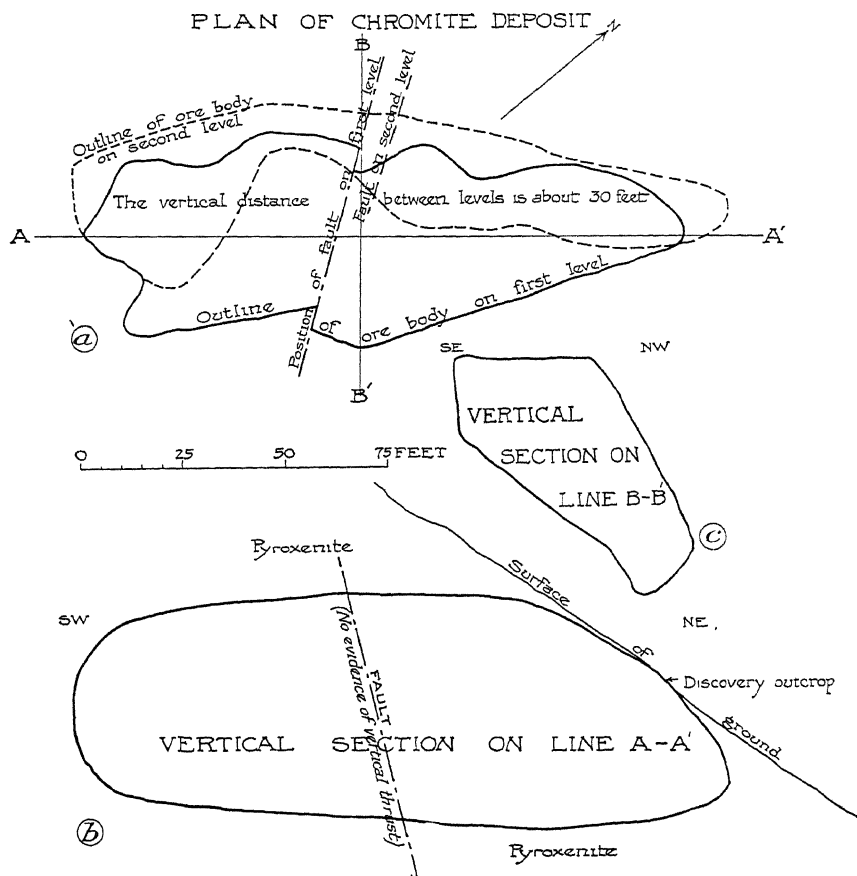 PLAN OF CHROMITE DEPOSIT
B
N
Outline of ore body
on second level
Position of fault on first level
Fault on second level
The vertical distance between levels is about 30 feet
A
A′
Outline of ore body on first level
a
B′
SE
NW
VERTICAL
SECTION ON
LINE B-B′
c
0 25 50 75 FEET
Pyroxenite
Surface of ground
SW
NE.
FAULT
(No evidence of vertical thrust)
Discovery outcrop
VERTICAL SECTION ON LINE A-A′
b
Pyroxenite